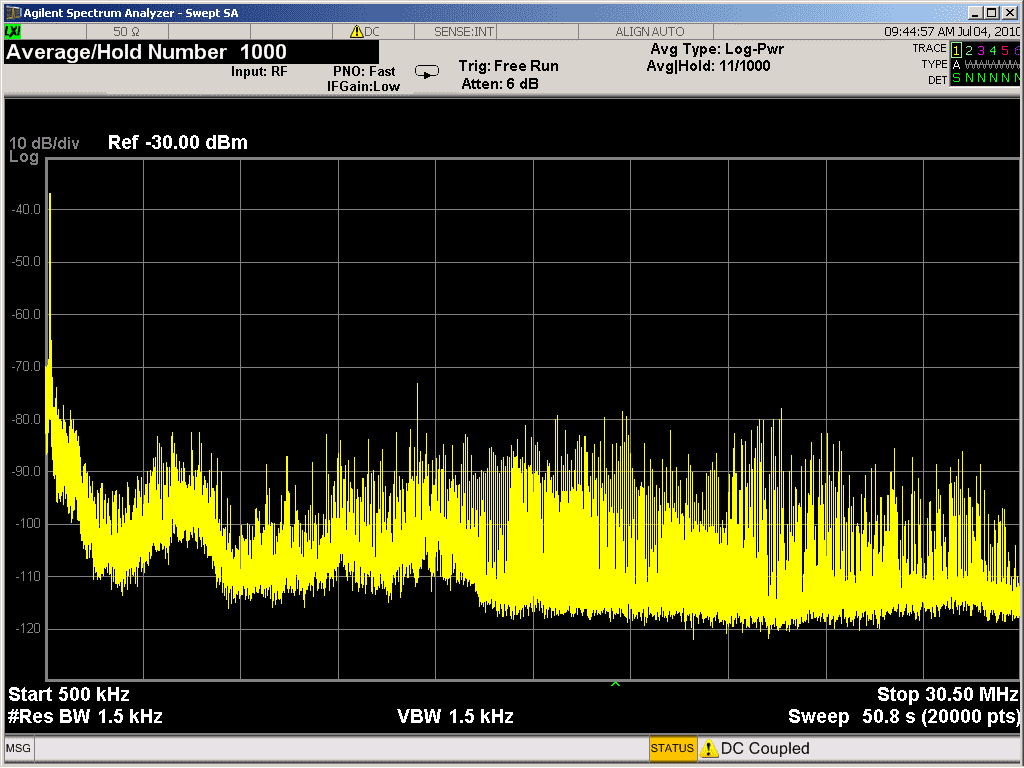 Agilent Spectrum Analyzer - Swept SA
LXI 50 Ω DC SENSE:INT ALIGN AUTO 09:44:57 AM Jul 04, 2010
Average/Hold Number 1000
Avg Type: Log-Pwr
TRACE 1 2 3 4 5 6
Input: RF PNO: Fast Trig: Free Run Avg|Hold: 11/1000
TYPE A WWWWW
IFGain:Low Atten: 6 dB
DET S N N N N N
10 dB/div Ref -30.00 dBm
Log
-40.0
-50.0
-60.0
-70.0
-80.0
-90.0
-100
-110
-120
Start 500 kHz Stop 30.50 MHz
#Res BW 1.5 kHz VBW 1.5 kHz Sweep 50.8 s (20000 pts)
MSG STATUS DC Coupled